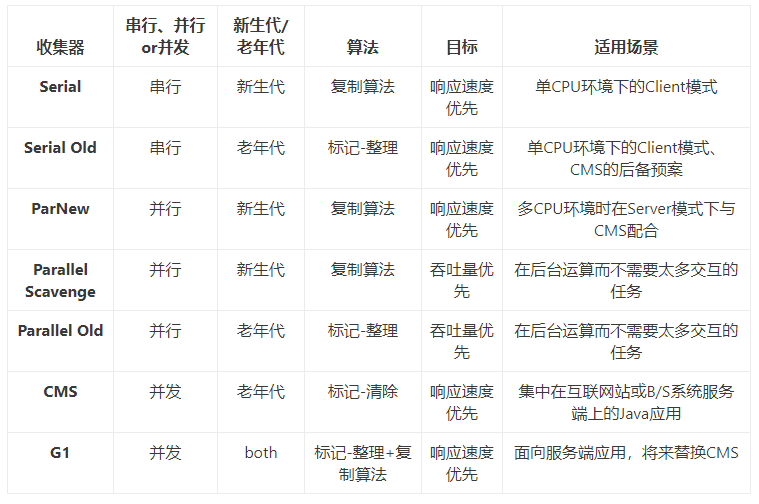 收集器 串行、并行or并发 新生代/老年代 算法 目标 适用场景
Serial 串行 新生代 复制算法 响应速度优先 单CPU环境下的Client模式
Serial Old 串行 老年代 标记-整理 响应速度优先 单CPU环境下的Client模式、CMS的后备预案
ParNew 并行 新生代 复制算法 响应速度优先 多CPU环境时在Server模式下与CMS配合
Parallel Scavenge 并行 新生代 复制算法 吞吐量优先 在后台运算而不需要太多交互的任务
Parallel Old 并行 老年代 标记-整理 吞吐量优先 在后台运算而不需要太多交互的任务
CMS 并发 老年代 标记-清除 响应速度优先 集中在互联网站或B/S系统服务端上的Java应用
G1 并发 both 标记-整理+复制算法 响应速度优先 面向服务端应用，将来替换CMS